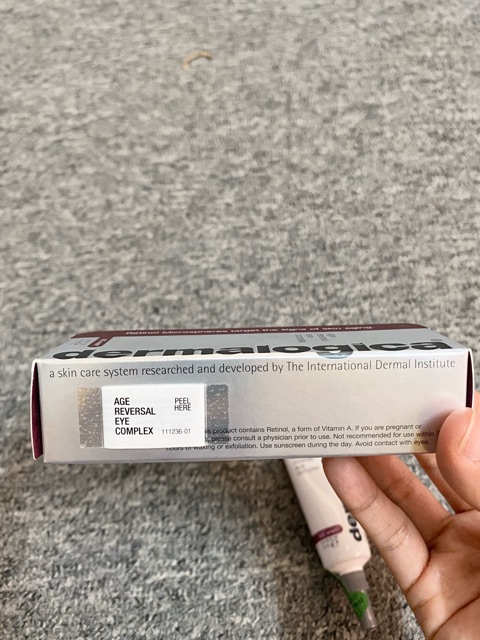 Retinol Microspheres target the signs of skin aging
dermalogica
a skin care system researched and developed by The International Dermal Institute
AGE
REVERSAL
EYE
COMPLEX
PEEL
HERE
111236-01
product contains Retinol, a form of Vitamin A. If you are pregnant or
please consult a physician prior to use. Not recommended for use within
hours of waxing or exfoliation. Use sunscreen during the day. Avoid contact with eyes.